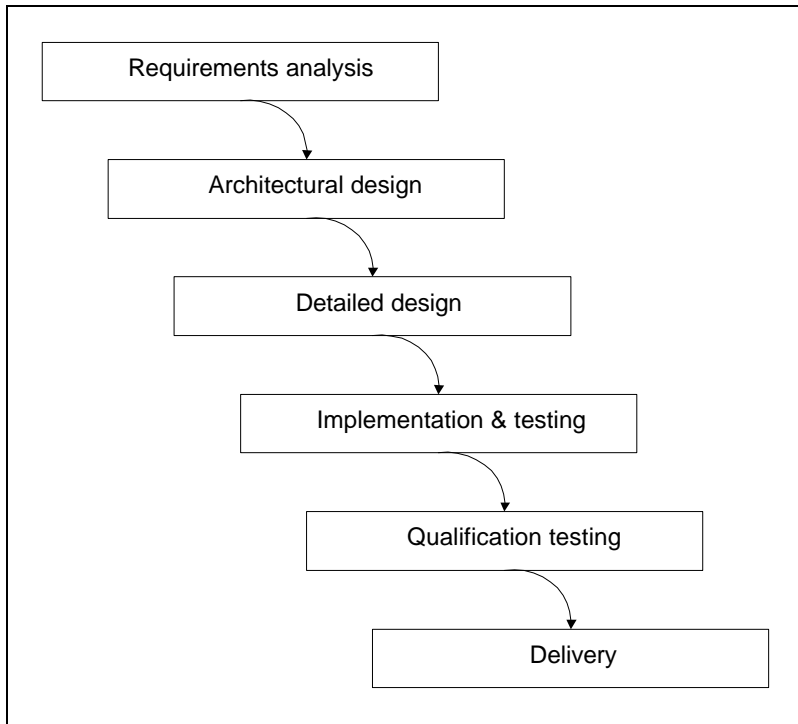 Requirements analysis
Architectural design
Detailed design
Implementation & testing
Qualification testing
Delivery